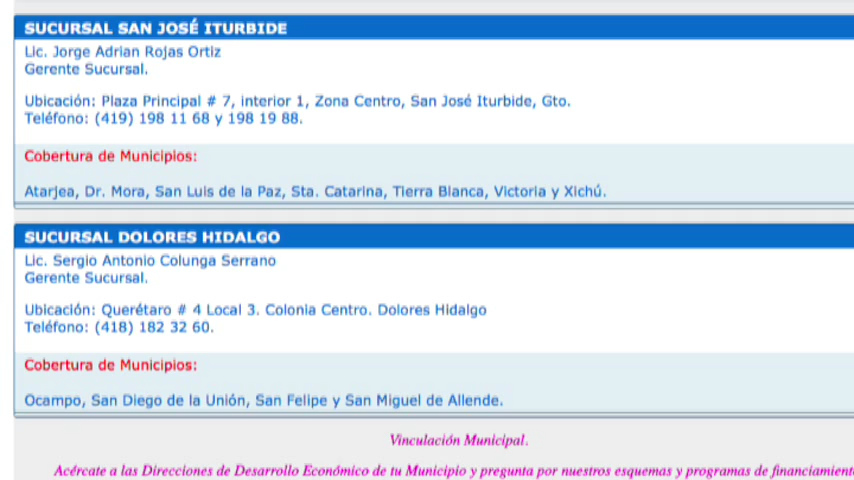 SUCURSAL SAN JOSÉ ITURBIDE
Lic. Jorge Adrian Rojas Ortiz
Gerente Sucursal.
Ubicación: Plaza Principal # 7, interior 1, Zona Centro, San José Iturbide, Gto.
Teléfono: (419) 198 11 68 y 198 19 88.
Cobertura de Municipios:
Atarjea, Dr. Mora, San Luis de la Paz, Sta. Catarina, Tierra Blanca, Victoria y Xichú.
SUCURSAL DOLORES HIDALGO
Lic. Sergio Antonio Colunga Serrano
Gerente Sucursal.
Ubicación: Querétaro # 4 Local 3. Colonia Centro. Dolores Hidalgo
Teléfono: (418) 182 32 60.
Cobertura de Municipios:
Ocampo, San Diego de la Unión, San Felipe y San Miguel de Allende.
Vinculación Municipal.
Acércate a las Direcciones de Desarrollo Económico de tu Municipio y pregunta por nuestros esquemas y programas de financiamient